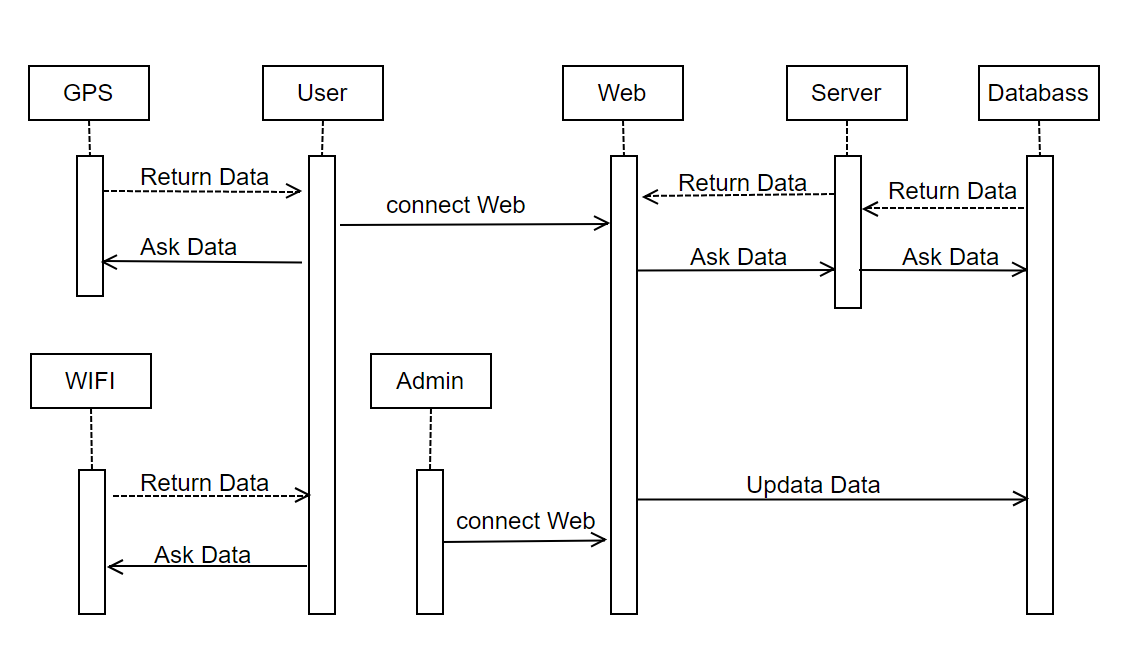 GPS
User
Web
Server
Databass
Return Data
Return Data
Return Data
connect Web
Ask Data
Ask Data
Ask Data
WIFI
Admin
Return Data
Updata Data
connect Web
Ask Data